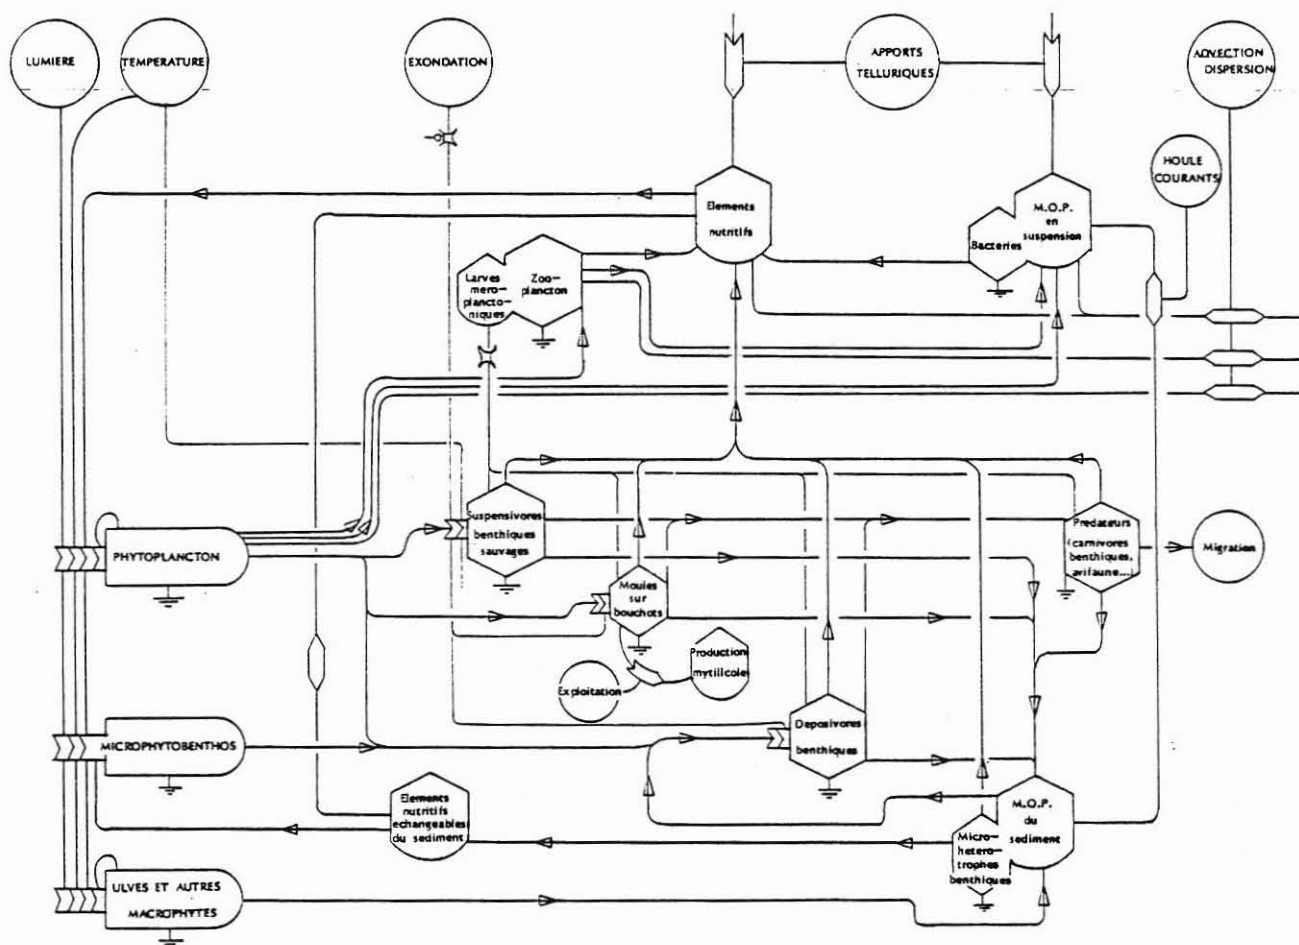 LUMIERE
TEMPERATURE
EXONDATION
APPORTS
TELLURIQUES
ADVECTION
DISPERSION
HOULE
COURANTS
Elements
nutritifs
M.O.P.
en
suspension
Bacteries
Larves
mero-
plancto-
niques
Zoo-
plancton
Suspensivores
benthiques
sauvages
Predateurs
(carnivores
benthiques,
avifaune...)
Migration
PHYTOPLANCTON
Moules
sur
bouchots
Production
mytilicole
Exploitation
Deposivores
benthiques
MICROPHYTOBENTHOS
Elements
nutritifs
echangeables
du sediment
M.O.P.
du
sediment
Micro-
hetero-
trophes
benthiques
ULVES ET AUTRES
MACROPHYTES